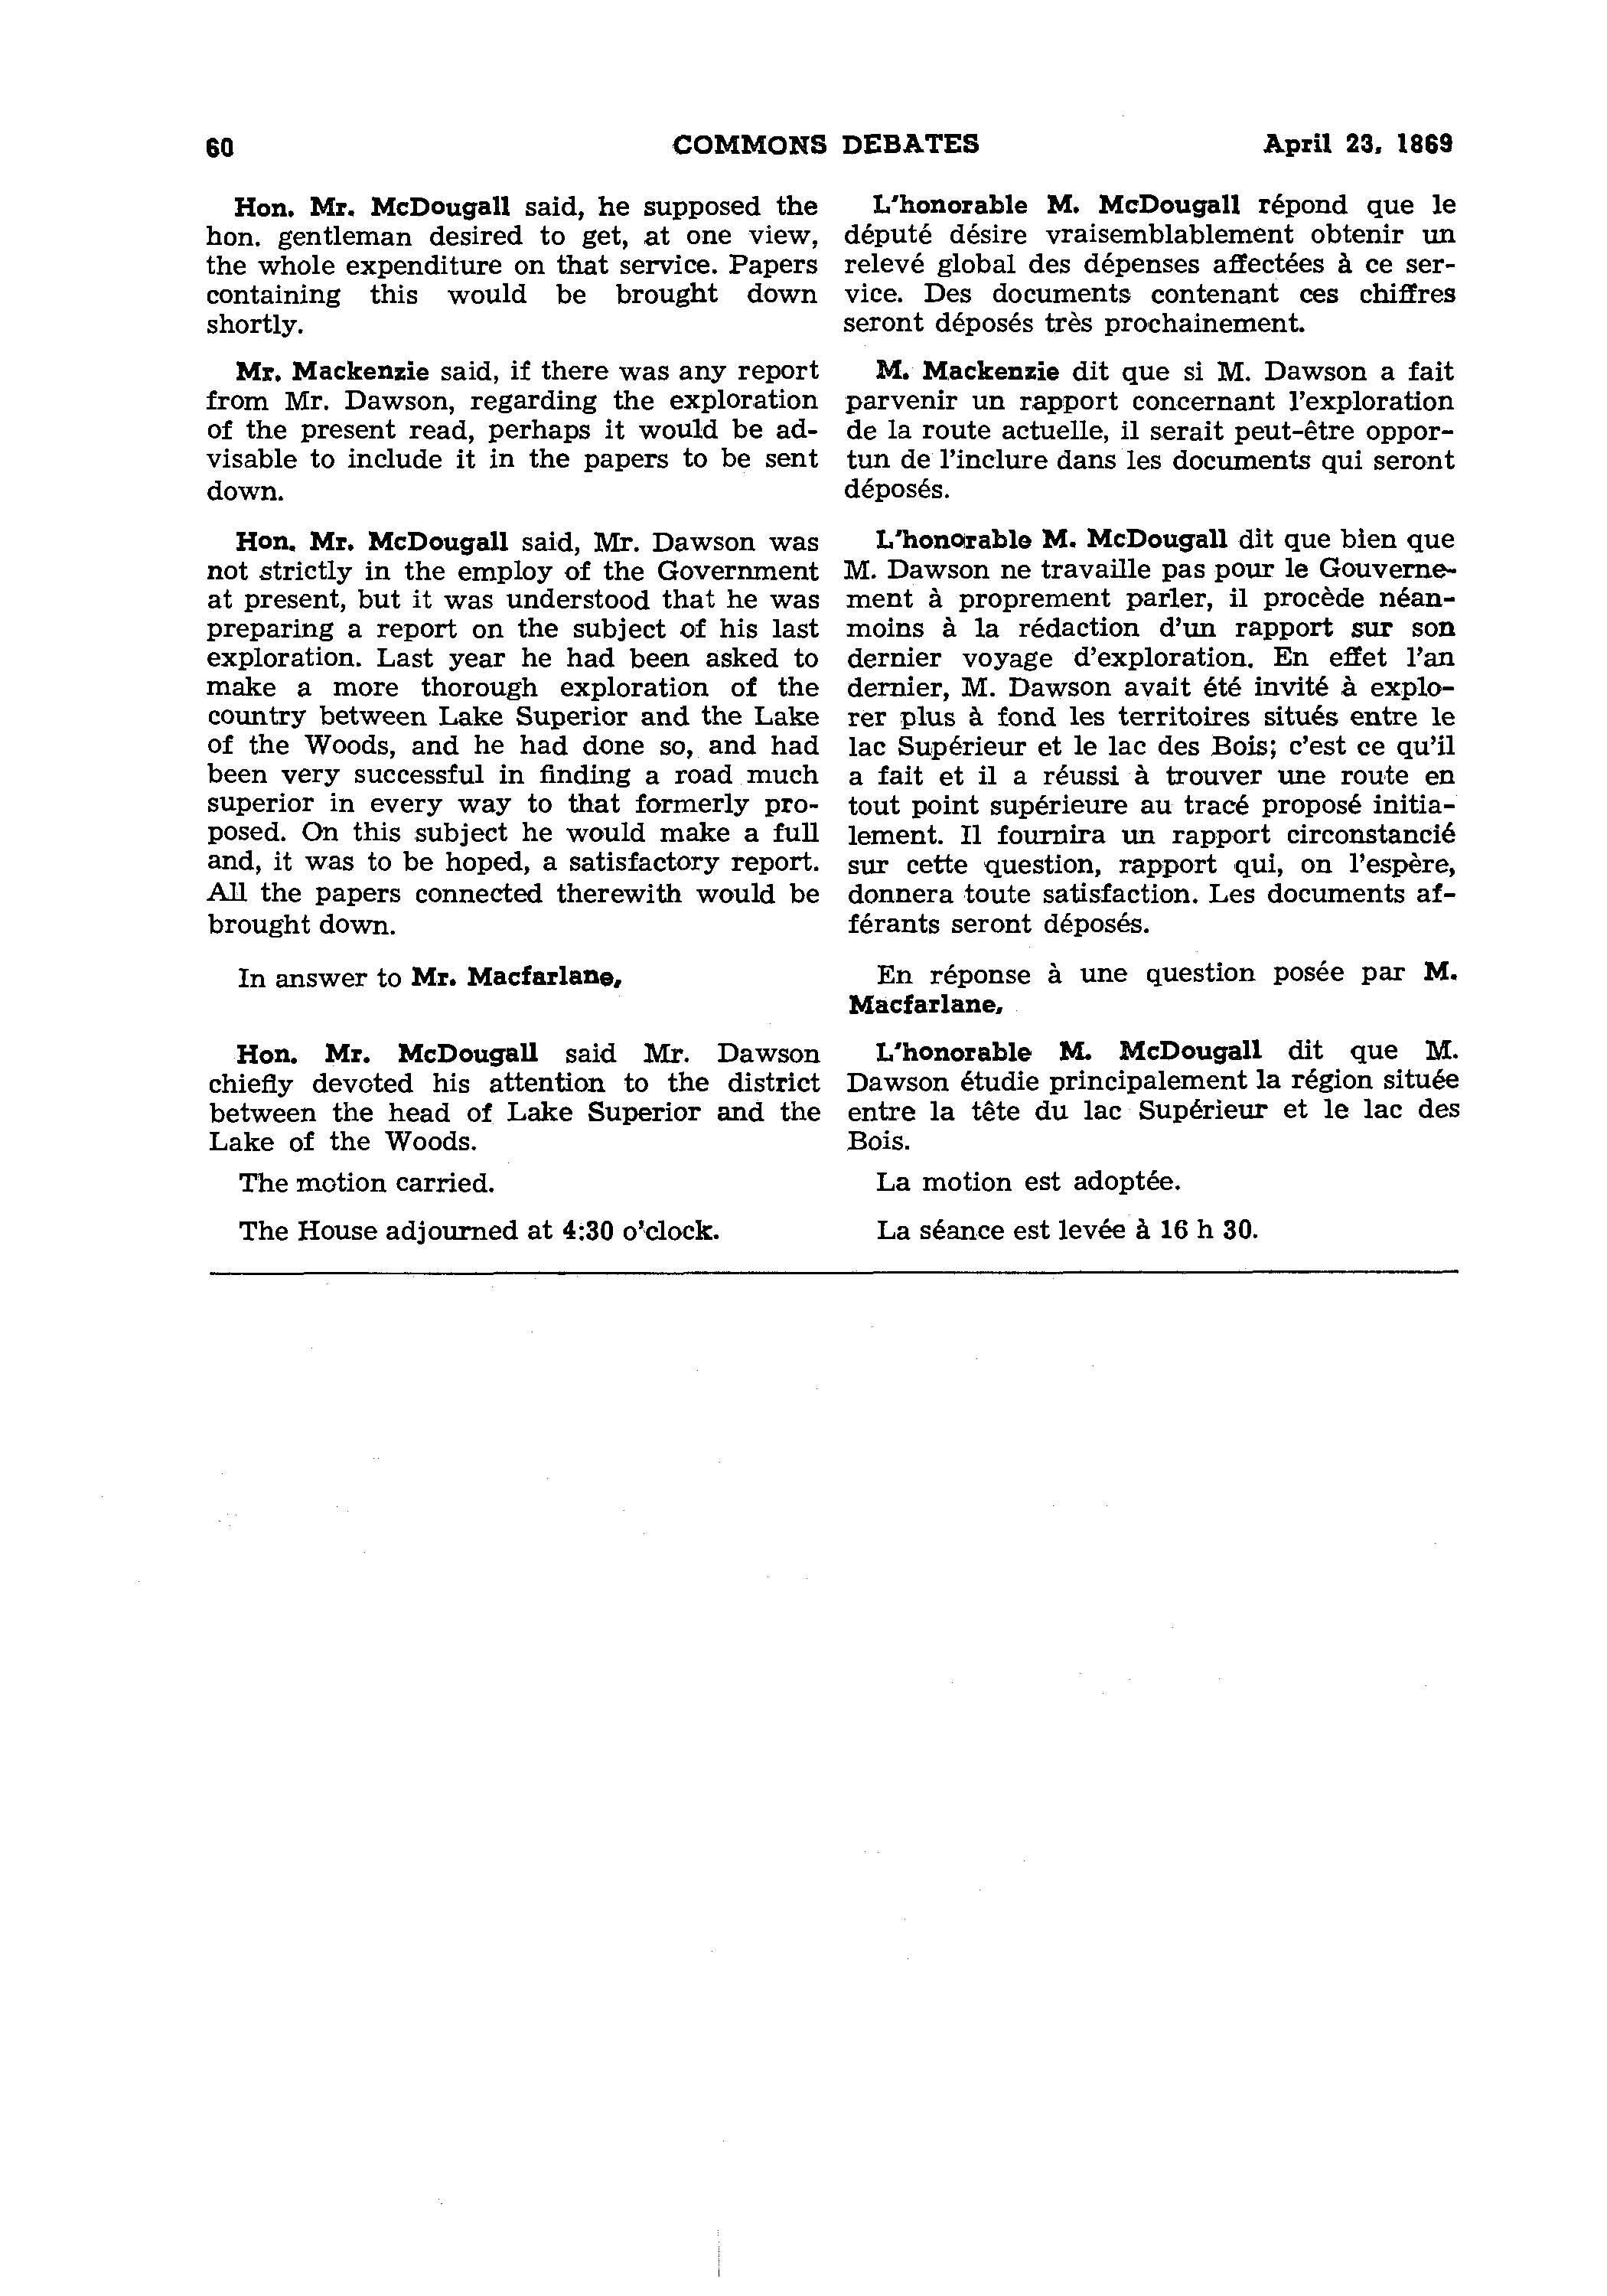 60 COMMONS DEBATES April 23, 1869
Hon. Mr. McDougall said, he supposed the
hon. gentleman desired to get, at one view,
the whole expenditure on that service. Papers
containing this would be brought down
shortly.
Mr. Mackenzie said, if there was any report
from Mr. Dawson, regarding the exploration
of the present read, perhaps it would be ad-
visable to include it in the papers to be sent
down.
Hon. Mr. McDougall said, Mr. Dawson was
not strictly in the employ of the Government
at present, but it was understood that he was
preparing a report on the subject of his last
exploration. Last year he had been asked to
make a more thorough exploration of the
country between Lake Superior and the Lake
of the Woods, and he had done so, and had
been very successful in finding a road much
superior in every way to that formerly pro-
posed. On this subject he would make a full
and, it was to be hoped, a satisfactory report.
All the papers connected therewith would be
brought down.
In answer to Mr. Macfarlane,
Hon. Mr. McDougall said Mr. Dawson
chiefly devoted his attention to the district
between the head of Lake Superior and the
Lake of the Woods.
The motion carried.
The House adjourned at 4:30 o'clock.
L'honorable M. McDougall répond que le
député désire vraisemblablement obtenir un
relevé global des dépenses affectées à ce ser-
vice. Des documents contenant ces chiffres
seront déposés très prochainement.
M. Mackenzie dit que si M. Dawson a fait
parvenir un rapport concernant l'exploration
de la route actuelle, il serait peut-être oppor-
tun de l'inclure dans les documents qui seront
déposés.
L'honorable M. McDougall dit que bien que
M. Dawson ne travaille pas pour le Gouverne-
ment à proprement parler, il procède néan-
moins à la rédaction d'un rapport sur son
dernier voyage d'exploration. En effet l'an
dernier, M. Dawson avait été invité à explo-
rer plus à fond les territoires situés entre le
lac Supérieur et le lac des Bois; c'est ce qu'il
a fait et il a réussi à trouver une route en
tout point supérieure au tracé proposé initia-
lement. Il fournira un rapport circonstancié
sur cette question, rapport qui, on l'espère,
donnera toute satisfaction. Les documents af-
férants seront déposés.
En réponse à une question posée par M.
Macfarlane,
L'honorable M. McDougall dit que M.
Dawson étudie principalement la région située
entre la tête du lac Supérieur et le lac des
Bois.
La motion est adoptée.
La séance est levée à 16 h 30.